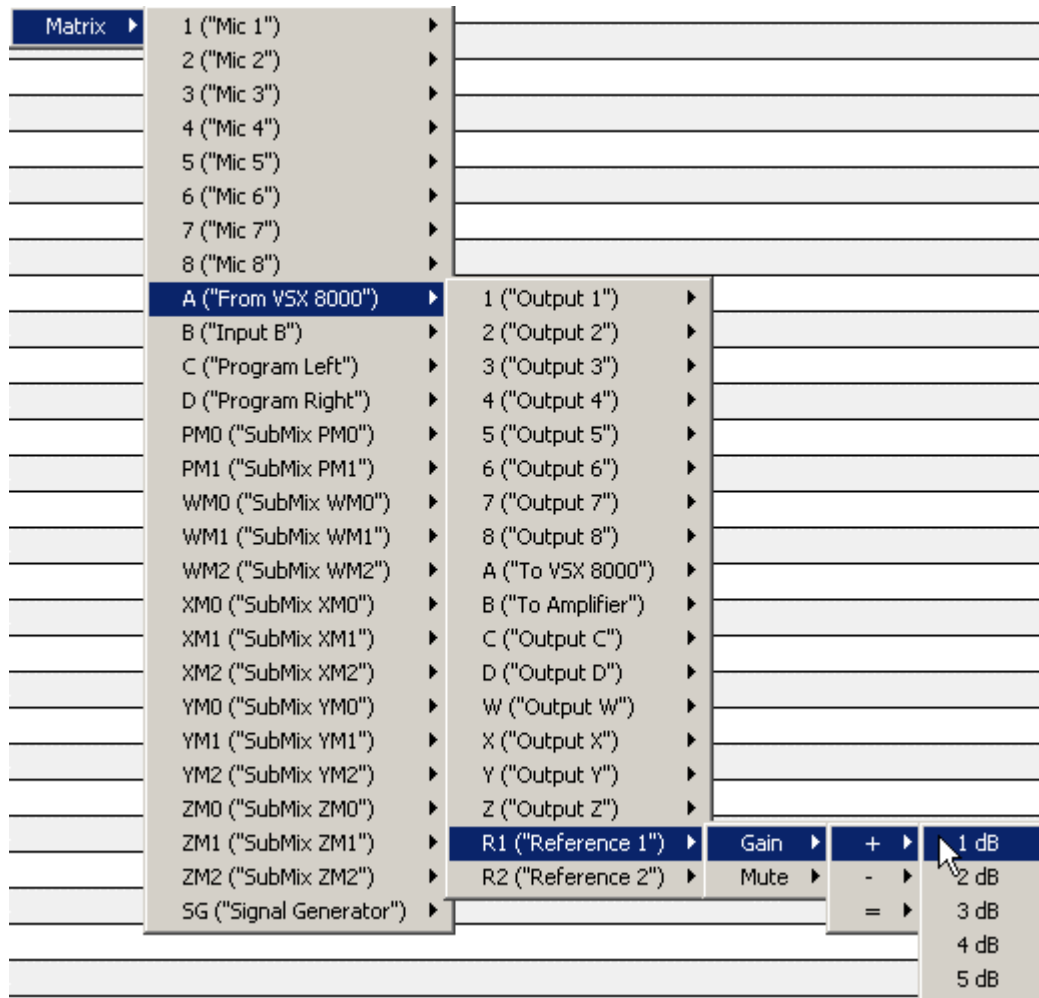 Matrix
1 ("Mic 1")
2 ("Mic 2")
3 ("Mic 3")
4 ("Mic 4")
5 ("Mic 5")
6 ("Mic 6")
7 ("Mic 7")
8 ("Mic 8")
A ("From VSX 8000")
B ("Input B")
C ("Program Left")
D ("Program Right")
PM0 ("SubMix PM0")
PM1 ("SubMix PM1")
WM0 ("SubMix WM0")
WM1 ("SubMix WM1")
WM2 ("SubMix WM2")
XM0 ("SubMix XM0")
XM1 ("SubMix XM1")
XM2 ("SubMix XM2")
YM0 ("SubMix YM0")
YM1 ("SubMix YM1")
YM2 ("SubMix YM2")
ZM0 ("SubMix ZM0")
ZM1 ("SubMix ZM1")
ZM2 ("SubMix ZM2")
SG ("Signal Generator")
1 ("Output 1")
2 ("Output 2")
3 ("Output 3")
4 ("Output 4")
5 ("Output 5")
6 ("Output 6")
7 ("Output 7")
8 ("Output 8")
A ("To VSX 8000")
B ("To Amplifier")
C ("Output C")
D ("Output D")
W ("Output W")
X ("Output X")
Y ("Output Y")
Z ("Output Z")
R1 ("Reference 1")
R2 ("Reference 2")
Gain
Mute
+
-
=
1 dB
2 dB
3 dB
4 dB
5 dB